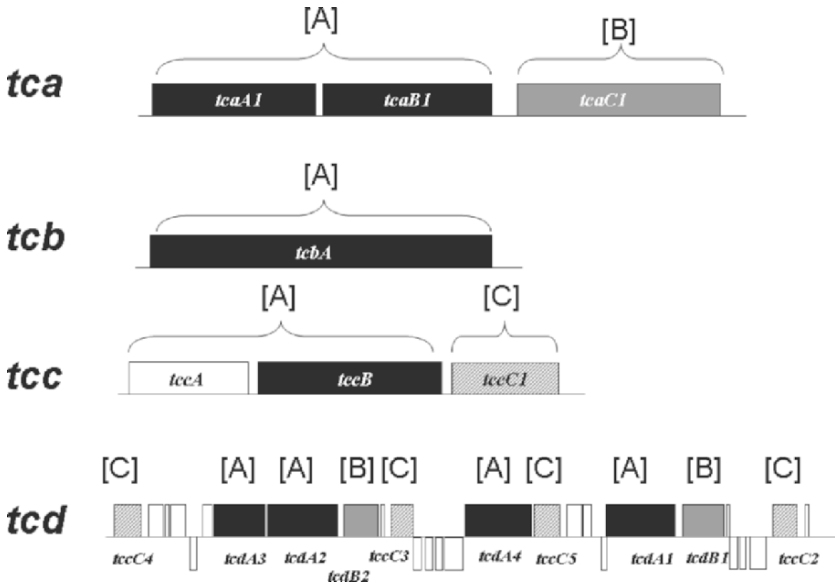 [A] [B]
tca tcaA1 tcaB1 tcaC1
[A]
tcb tcbA
[A] [C]
tcc tccA tccB tccC1
[C] [A] [A] [B] [C] [A] [C] [A] [B] [C]
tcd
tccC4 tcdA3 tcdA2 tccC3 tcdA4 tccC5 tcdA1 tcdB1 tccC2
tcdB2